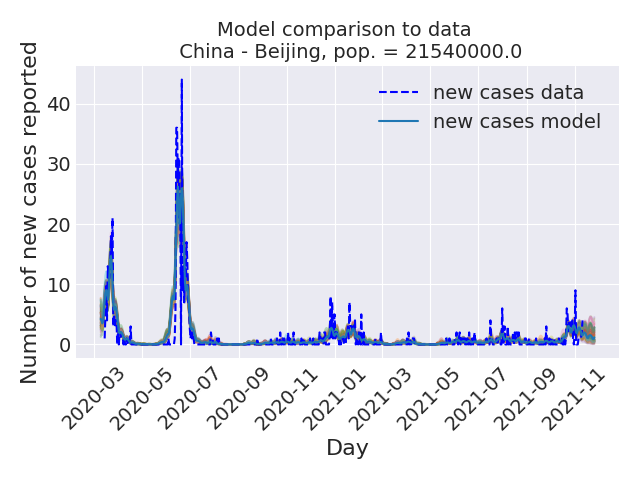 Model comparison to data
China - Beijing, pop. = 21540000.0
Number of new cases reported
40
30
20
10
0
new cases data
new cases model
2020-03
2020-05
2020-07
2020-09
2020-11
2021-01
2021-03
2021-05
2021-07
2021-09
2021-11
Day